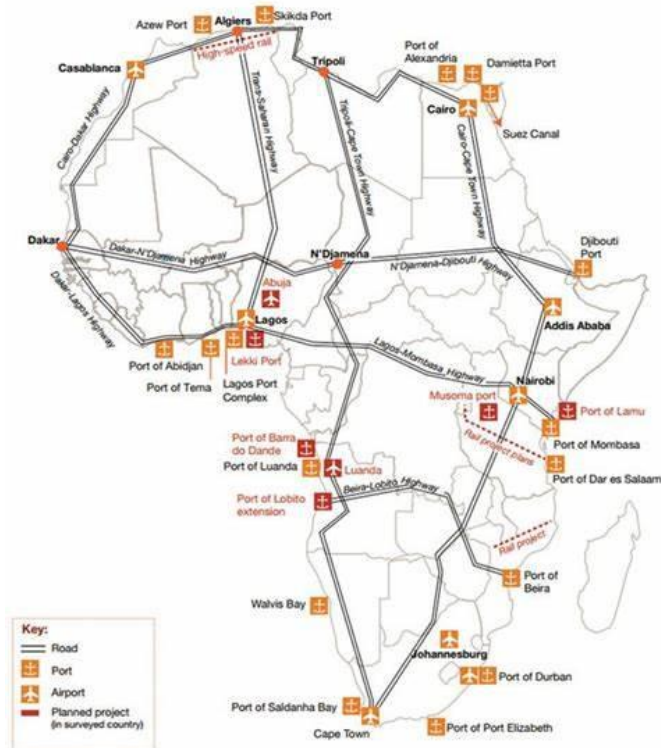 Azew Port
Algiers
Skikda Port
High-speed rail
Casablanca
Tripoli
Port of
Alexandria
Damietta Port
Cairo
Suez Canal
Cairo-Dakar Highway
Trans-Saharan Highway
Tripoli-Cape Town Highway
Cairo-Cape Town Highway
Dakar
Dakar-N'Djamena Highway
N'Djamena
N'Djamena-Djibouti Highway
Djibouti
Port
Dakar-Lagos Highway
Abuja
Lagos
Addis Ababa
Port of Abidjan
Lekki Port
Port of Tema
Lagos Port
Complex
Lagos-Mombasa Highway
Nairobi
Musoma port
Port of Lamu
Port of Mombasa
Rail project plans
Port of Dar es Salaam
Port of Barra
do Dande
Port of Luanda
Luanda
Port of Lobito
extension
Beira-Lobito Highway
Rail project
Port of
Beira
Walvis Bay
Johannesburg
Port of Durban
Port of Saldanha Bay
Cape Town
Port of Port Elizabeth
Key:
Road
Port
Airport
Planned project
(in surveyed country)